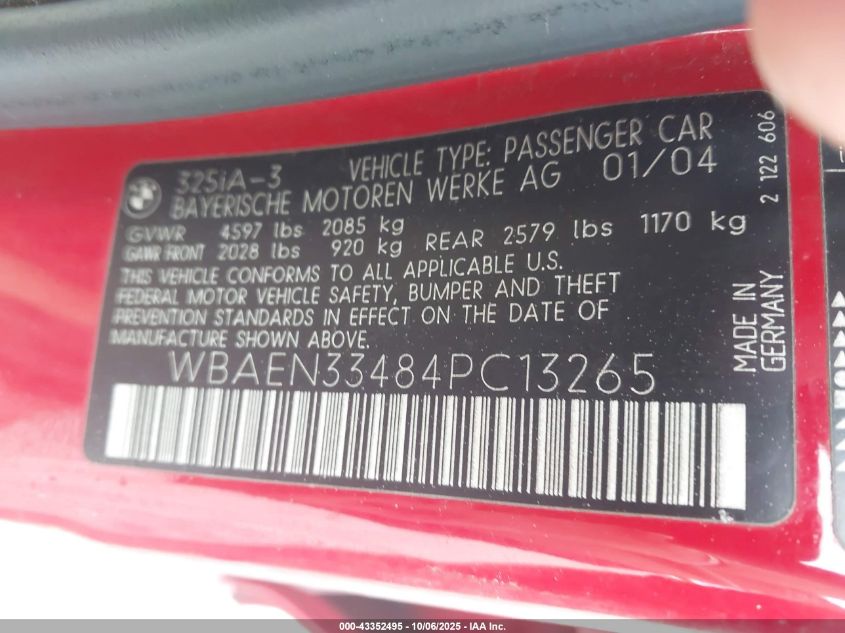 325iA-3 VEHICLE TYPE: PASSENGER CAR
BAYERISCHE MOTOREN WERKE AG 01/04
GVWR 4597 lbs 2085 kg
GAWR FRONT 2028 lbs 920 kg REAR 2579 lbs 1170 kg
THIS VEHICLE CONFORMS TO ALL APPLICABLE U.S.
FEDERAL MOTOR VEHICLE SAFETY, BUMPER AND THEFT
PREVENTION STANDARDS IN EFFECT ON THE DATE OF
MANUFACTURE SHOWN ABOVE.
WBAEN33484PC13265
2 122 606
MADE IN
GERMANY
000-43352495 - 10/06/2025 - IAA Inc.